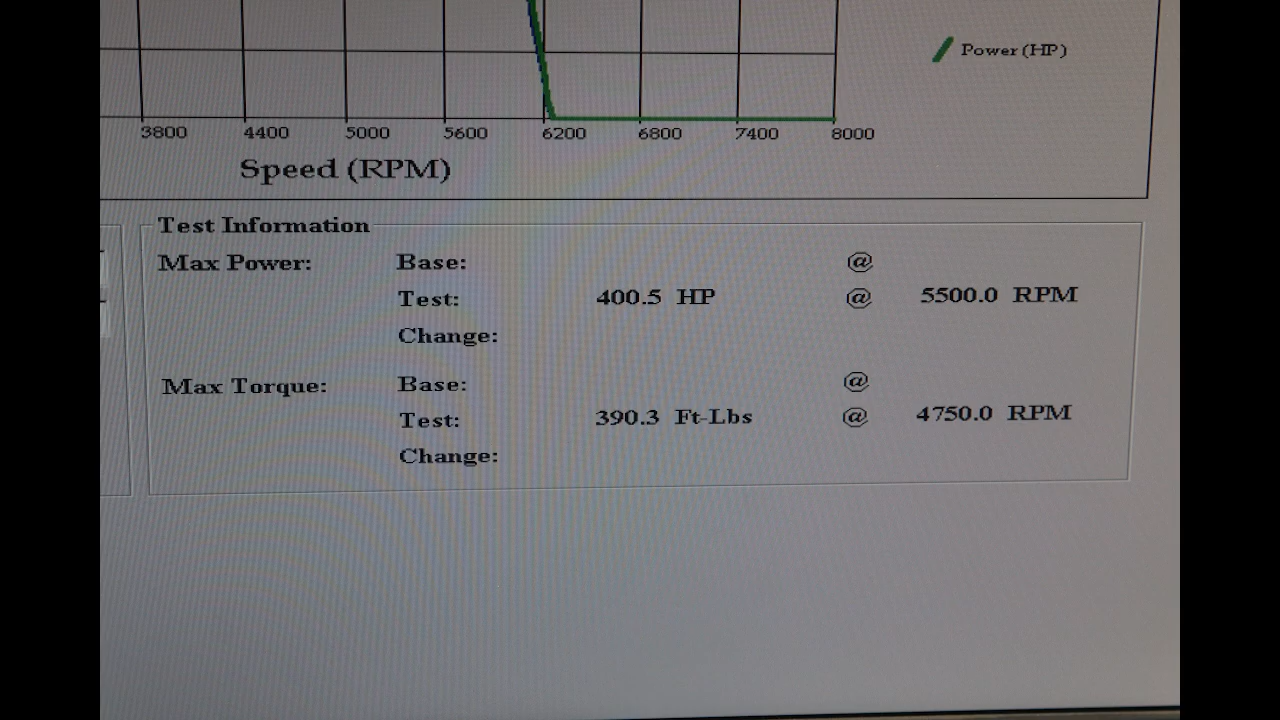 Power (HP)
3800 4400 5000 5600 6200 6800 7400 8000
Speed (RPM)
Test Information
Max Power: Base: @
Test: 400.5 HP @ 5500.0 RPM
Change:
Max Torque: Base: @
Test: 390.3 Ft-Lbs @ 4750.0 RPM
Change: